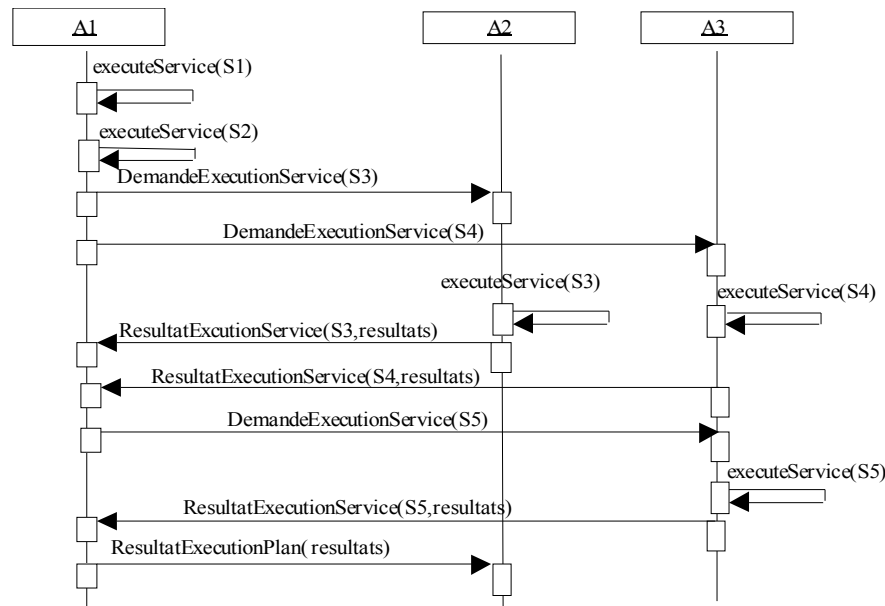 A1
A2
A3
executeService(S1)
executeService(S2)
DemandeExecutionService(S3)
DemandeExecutionService(S4)
executeService(S3)
executeService(S4)
ResultatExcutionService(S3,resultats)
ResultatExecutionService(S4,resultats)
DemandeExecutionService(S5)
executeService(S5)
ResultatExecutionService(S5,resultats)
ResultatExecutionPlan( resultats)